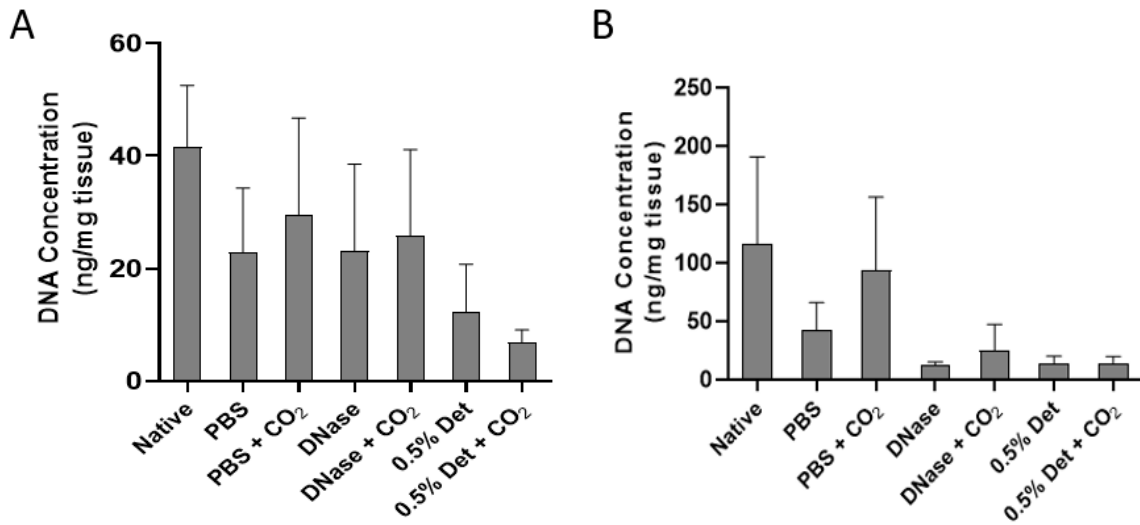 A
DNA Concentration
(ng/mg tissue)
60
40
20
0
Native
PBS
PBS + CO₂
DNase
DNase + CO₂
0.5% Det
0.5% Det + CO₂
B
DNA Concentration
(ng/mg tissue)
250
200
150
100
50
0
Native
PBS
PBS + CO₂
DNase
DNase + CO₂
0.5% Det
0.5% Det + CO₂